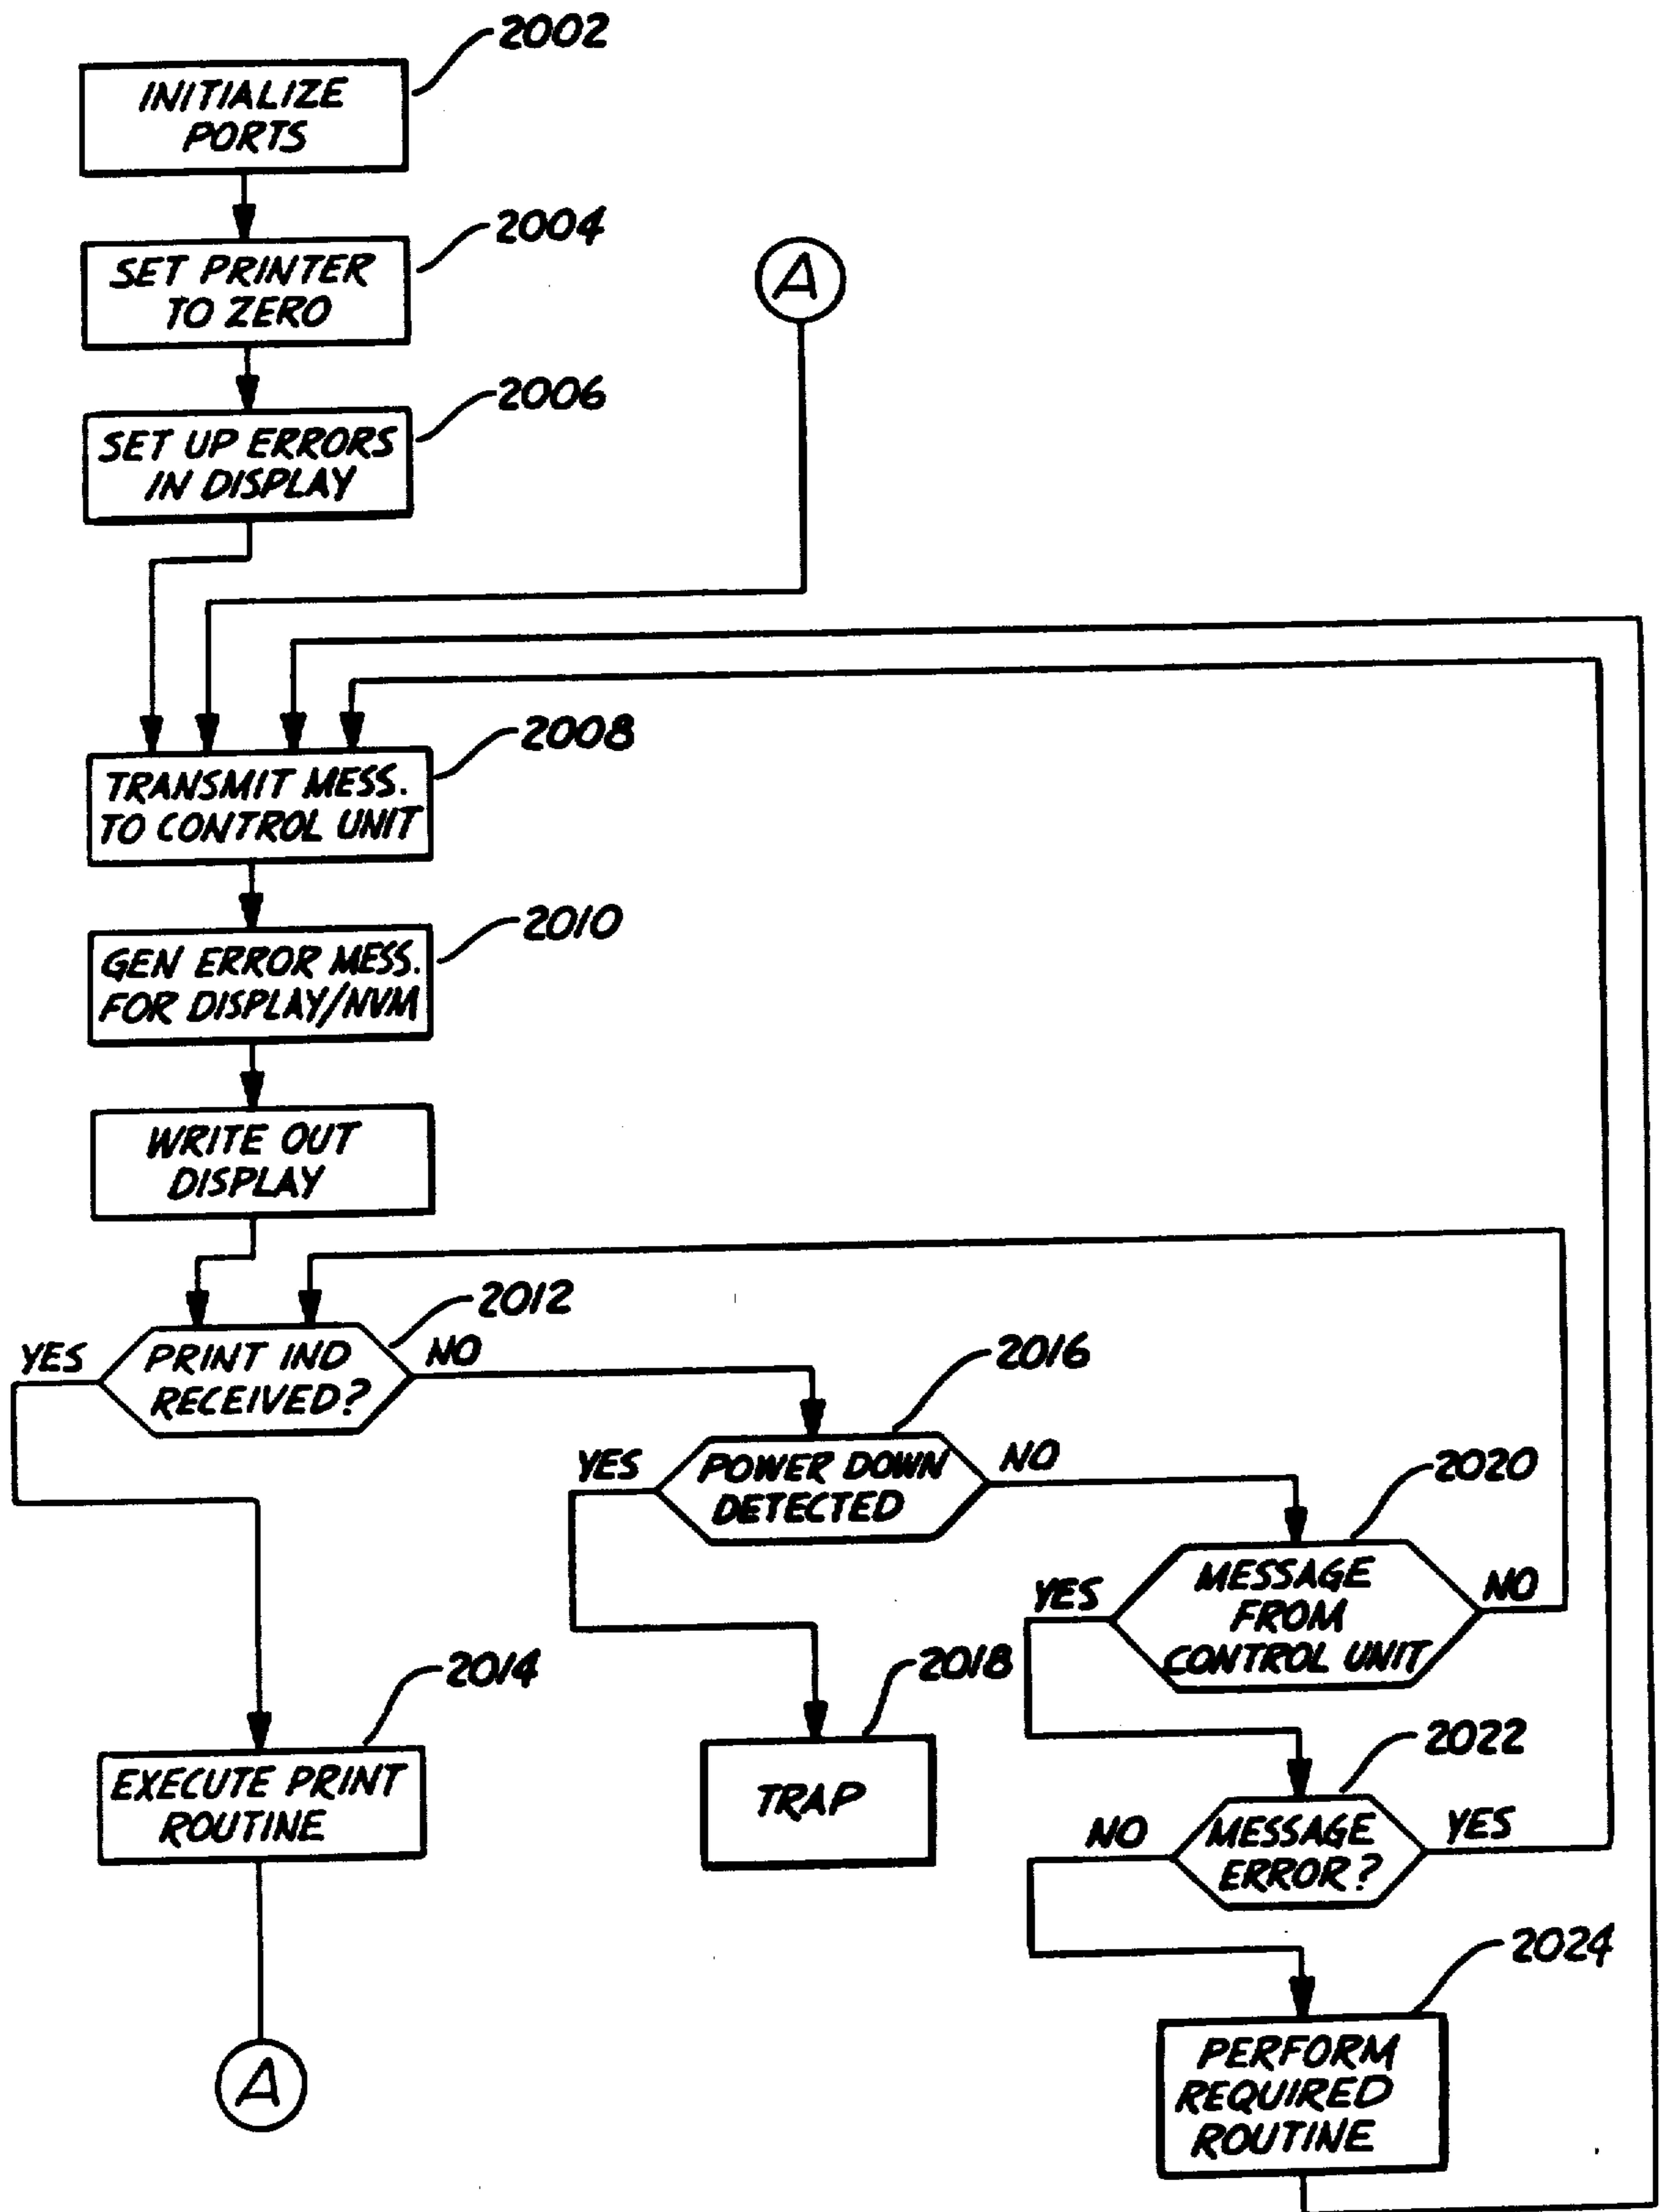 2002
INITIALIZE
PORTS
2004
SET PRINTER
TO ZERO
A
2006
SET UP ERRORS
IN DISPLAY
2008
TRANSMIT MESS.
TO CONTROL UNIT
2010
GEN ERROR MESS.
FOR DISPLAY/NVM
WRITE OUT
DISPLAY
2012
YES
PRINT IND
RECEIVED?
NO
2016
YES
POWER DOWN
DETECTED
NO
2020
YES
MESSAGE
FROM
CONTROL UNIT
NO
2014
EXECUTE PRINT
ROUTINE
2018
TRAP
2022
NO
MESSAGE
ERROR?
YES
2024
PERFORM
REQUIRED
ROUTINE
A